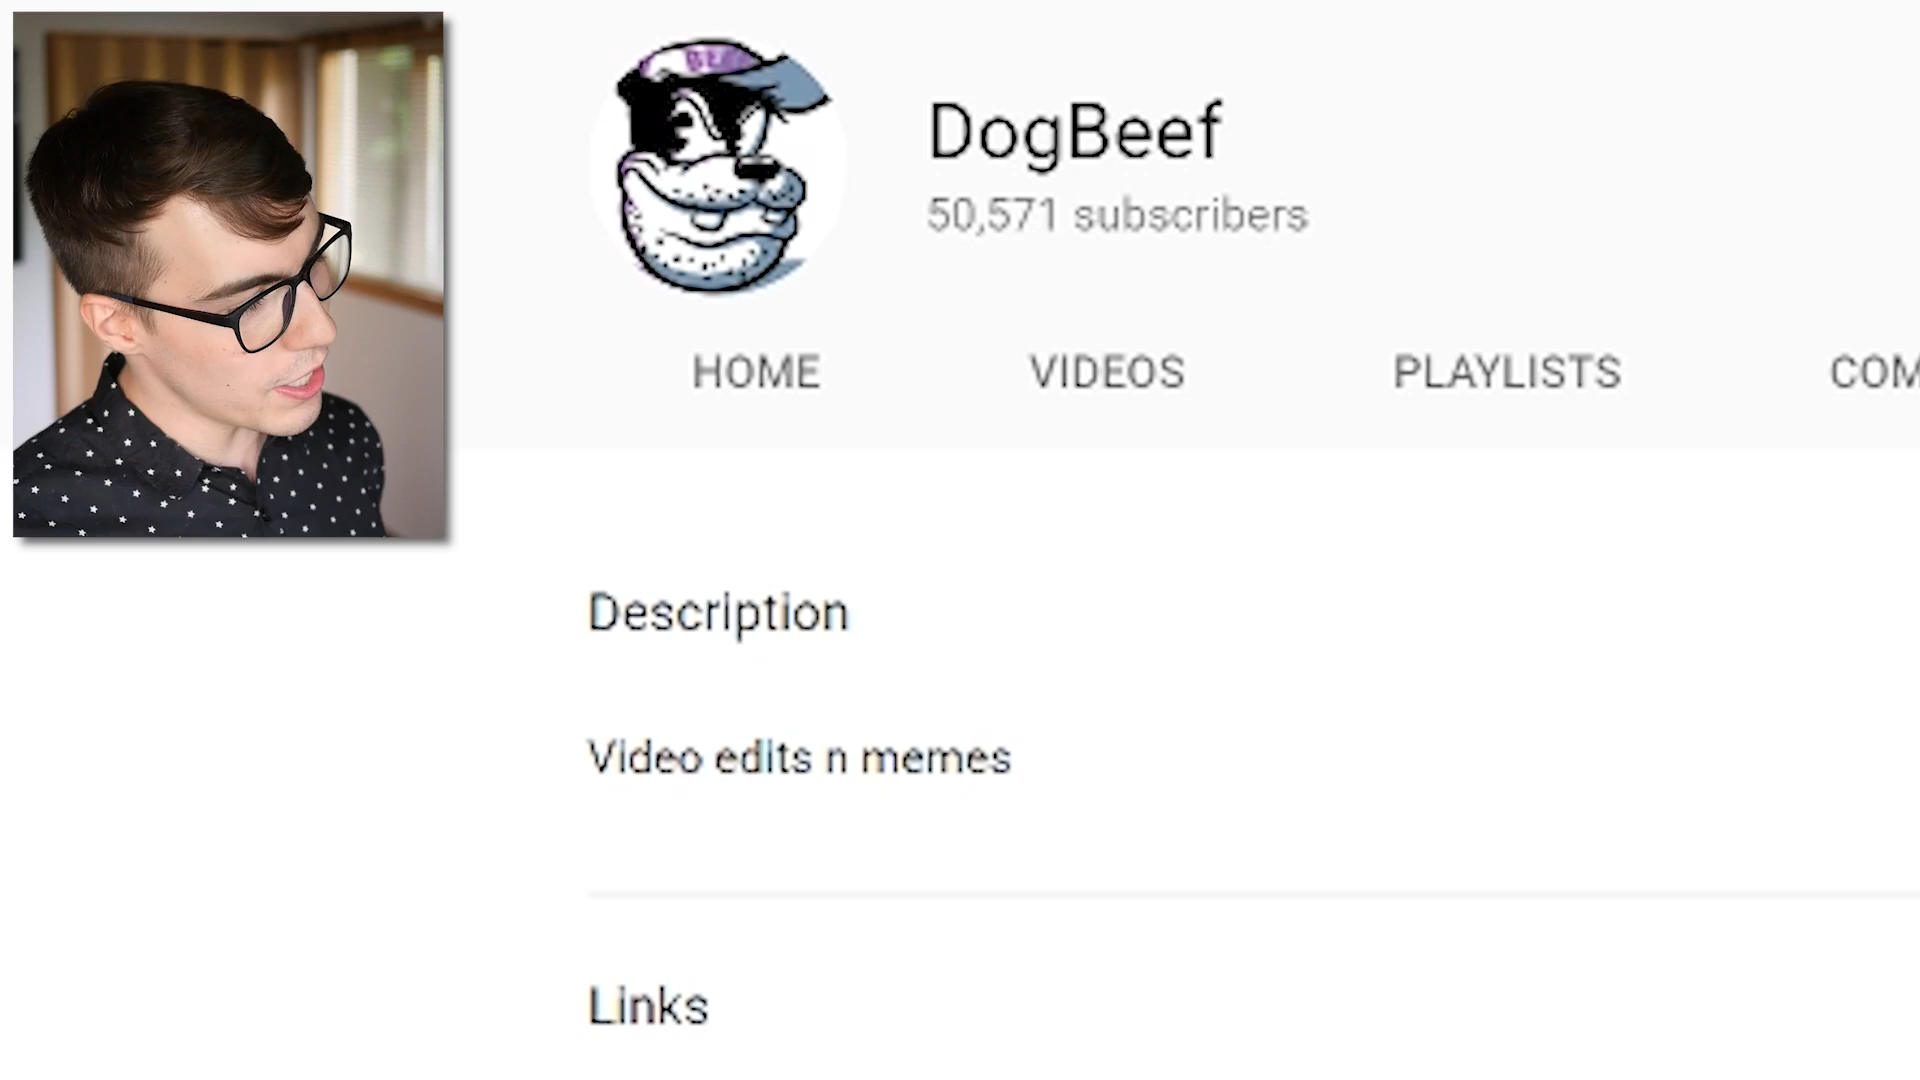 DogBeef
50,571 subscribers
HOME VIDEOS PLAYLISTS COM
Description
Video edits n memes
Links